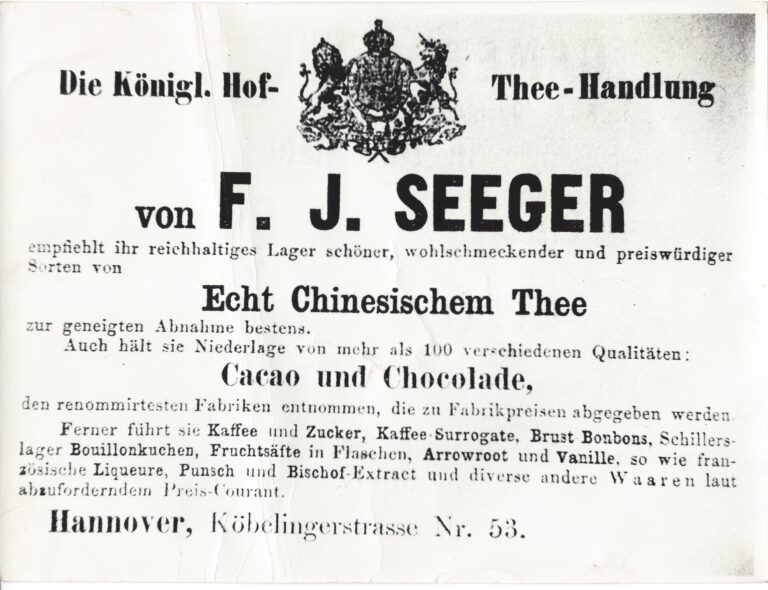 Die Königl. Hof- Thee-Handlung
von F. J. SEEGER
empfiehlt ihr reichhaltiges Lager schöner, wohlschmeckender und preiswürdiger
Sorten von
Echt Chinesischem Thee
zur geneigten Abnahme bestens.
Auch hält sie Niederlage von mehr als 100 verschiedenen Qualitäten:
Cacao und Chocolade,
den renommirtesten Fabriken entnommen, die zu Fabrikpreisen abgegeben werden.
Ferner führt sie Kaffee und Zucker, Kaffee-Surrogate, Brust Bonbons, Schillers-
lager Bouillonkuchen, Fruchtsäfte in Flaschen, Arrowroot und Vanille, so wie fran-
zösische Liqueure, Punsch und Bischof-Extract und diverse andere Waaren laut
abzuforderndem Preis-Courant.
Hannover, Köbelingerstrasse Nr. 53.